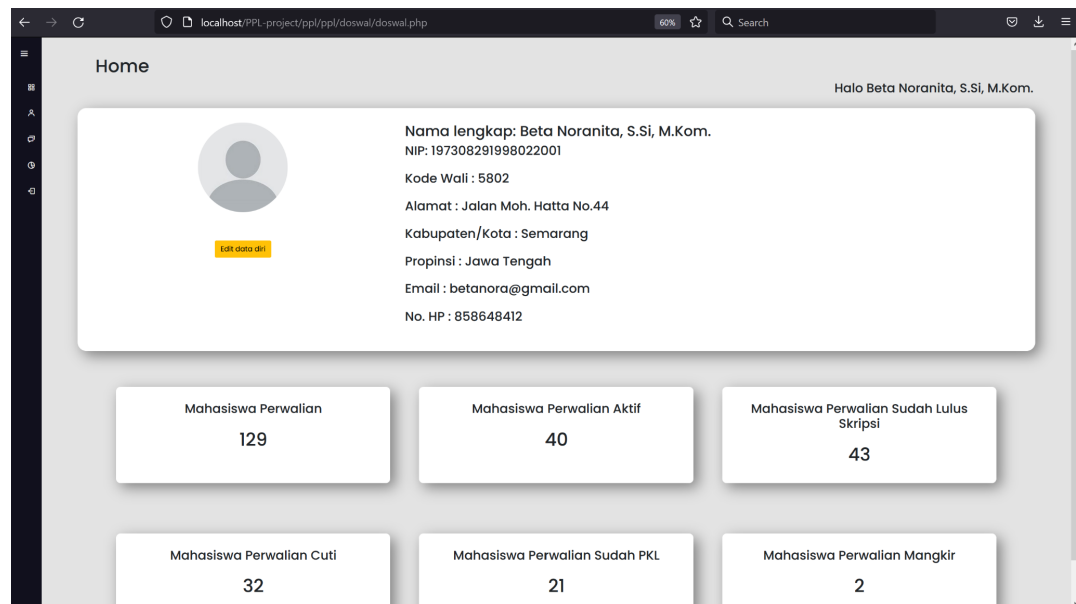 localhost/PPL-project/ppl/ppl/doswal/doswal.php
60%
Search
Home
Halo Beta Noranita, S.Si, M.Kom.
Nama lengkap: Beta Noranita, S.Si, M.Kom.
NIP: 197308291998022001
Kode Wali : 5802
Alamat : Jalan Moh. Hatta No.44
Kabupaten/Kota : Semarang
Propinsi : Jawa Tengah
Email : betanora@gmail.com
No. HP : 858648412
Edit data diri
Mahasiswa Perwalian
129
Mahasiswa Perwalian Aktif
40
Mahasiswa Perwalian Sudah Lulus
Skripsi
43
Mahasiswa Perwalian Cuti
32
Mahasiswa Perwalian Sudah PKL
21
Mahasiswa Perwalian Mangkir
2